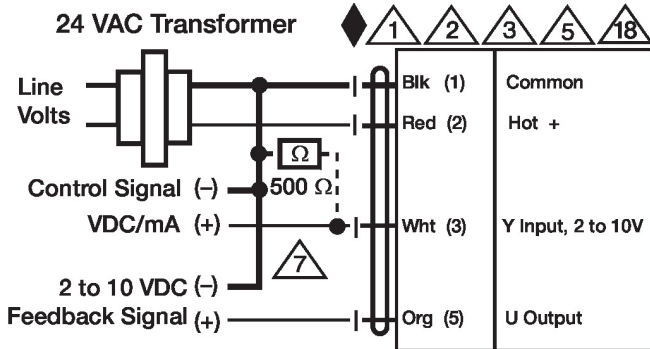 24 VAC Transformer
1 2 3 5 18
Line
Volts
Blk (1) Common
Red (2) Hot +
Ω
500 Ω
Control Signal (–)
VDC/mA (+)
Wht (3) Y Input, 2 to 10V
7
2 to 10 VDC (–)
Feedback Signal (+)
Org (5) U Output